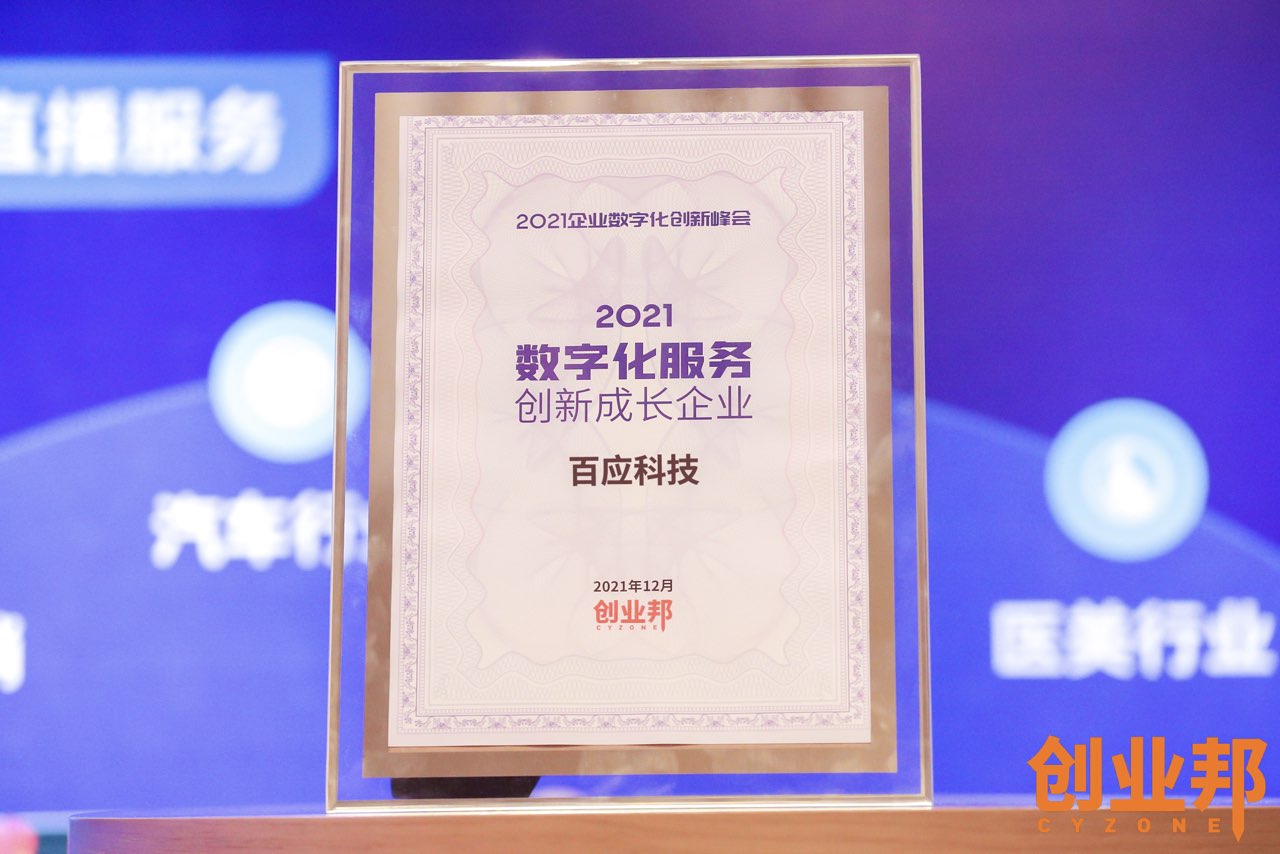 直播服务
2021企业数字化创新峰会
2021
数字化服务
创新成长企业
百应科技
汽车行
2021年12月
创业邦
CYZONE
医美行业
创业邦
CYZONE